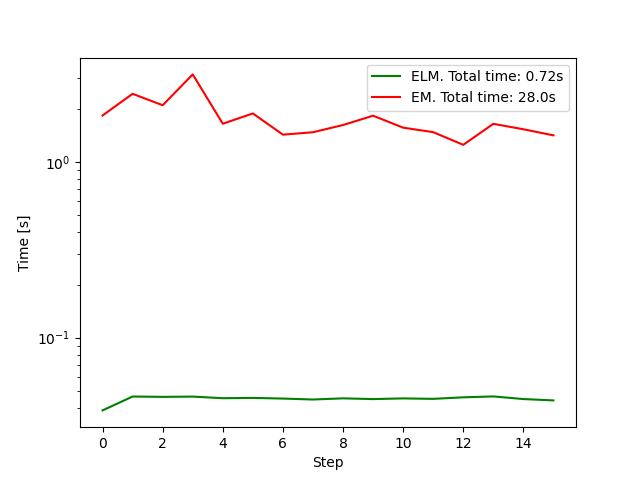 ELM. Total time: 0.72s
EM. Total time: 28.0s
10⁰
10⁻¹
Time [s]
0 2 4 6 8 10 12 14
Step